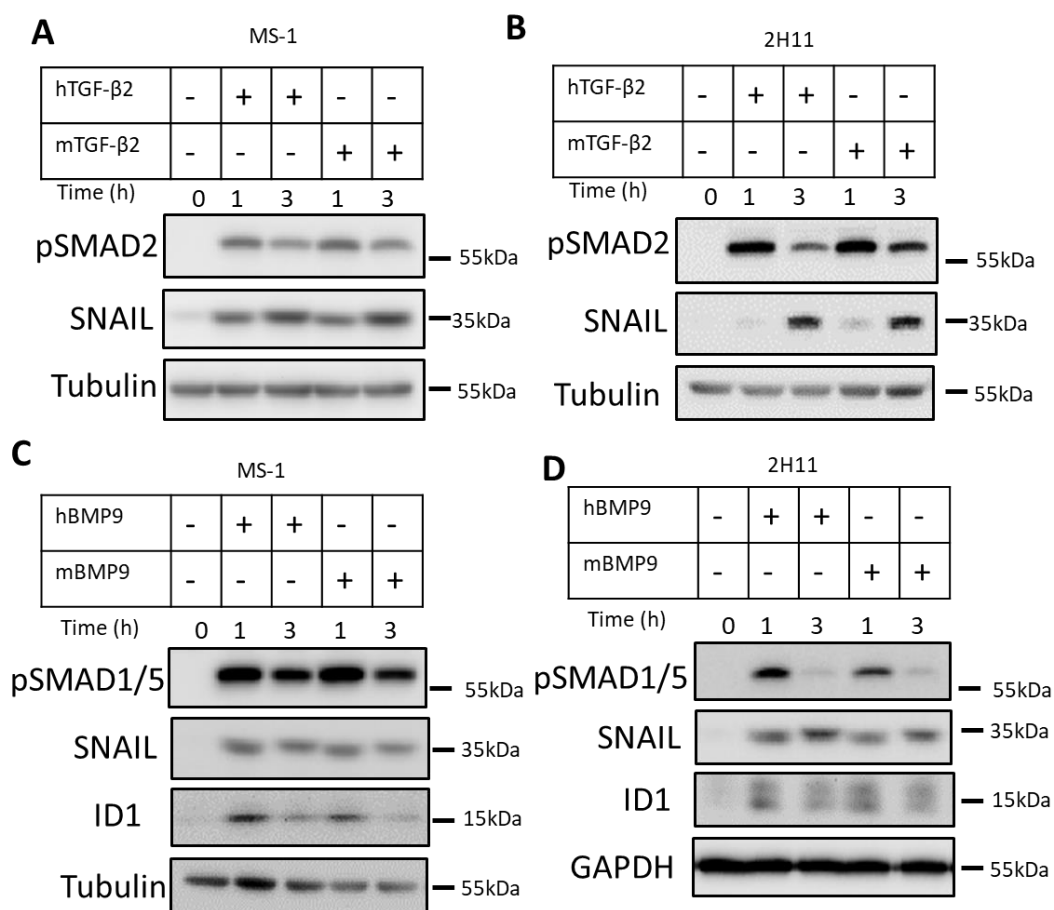 A
MS-1
hTGF-β2 - + + - -
mTGF-β2 - - - + +
Time (h) 0 1 3 1 3
pSMAD2 55kDa
SNAIL 35kDa
Tubulin 55kDa
B
2H11
hTGF-β2 - + + - -
mTGF-β2 - - - + +
Time (h) 0 1 3 1 3
pSMAD2 55kDa
SNAIL 35kDa
Tubulin 55kDa
C
MS-1
hBMP9 - + + - -
mBMP9 - - - + +
Time (h) 0 1 3 1 3
pSMAD1/5 55kDa
SNAIL 35kDa
ID1 15kDa
Tubulin 55kDa
D
2H11
hBMP9 - + + - -
mBMP9 - - - + +
Time (h) 0 1 3 1 3
pSMAD1/5 55kDa
SNAIL 35kDa
ID1 15kDa
GAPDH 55kDa